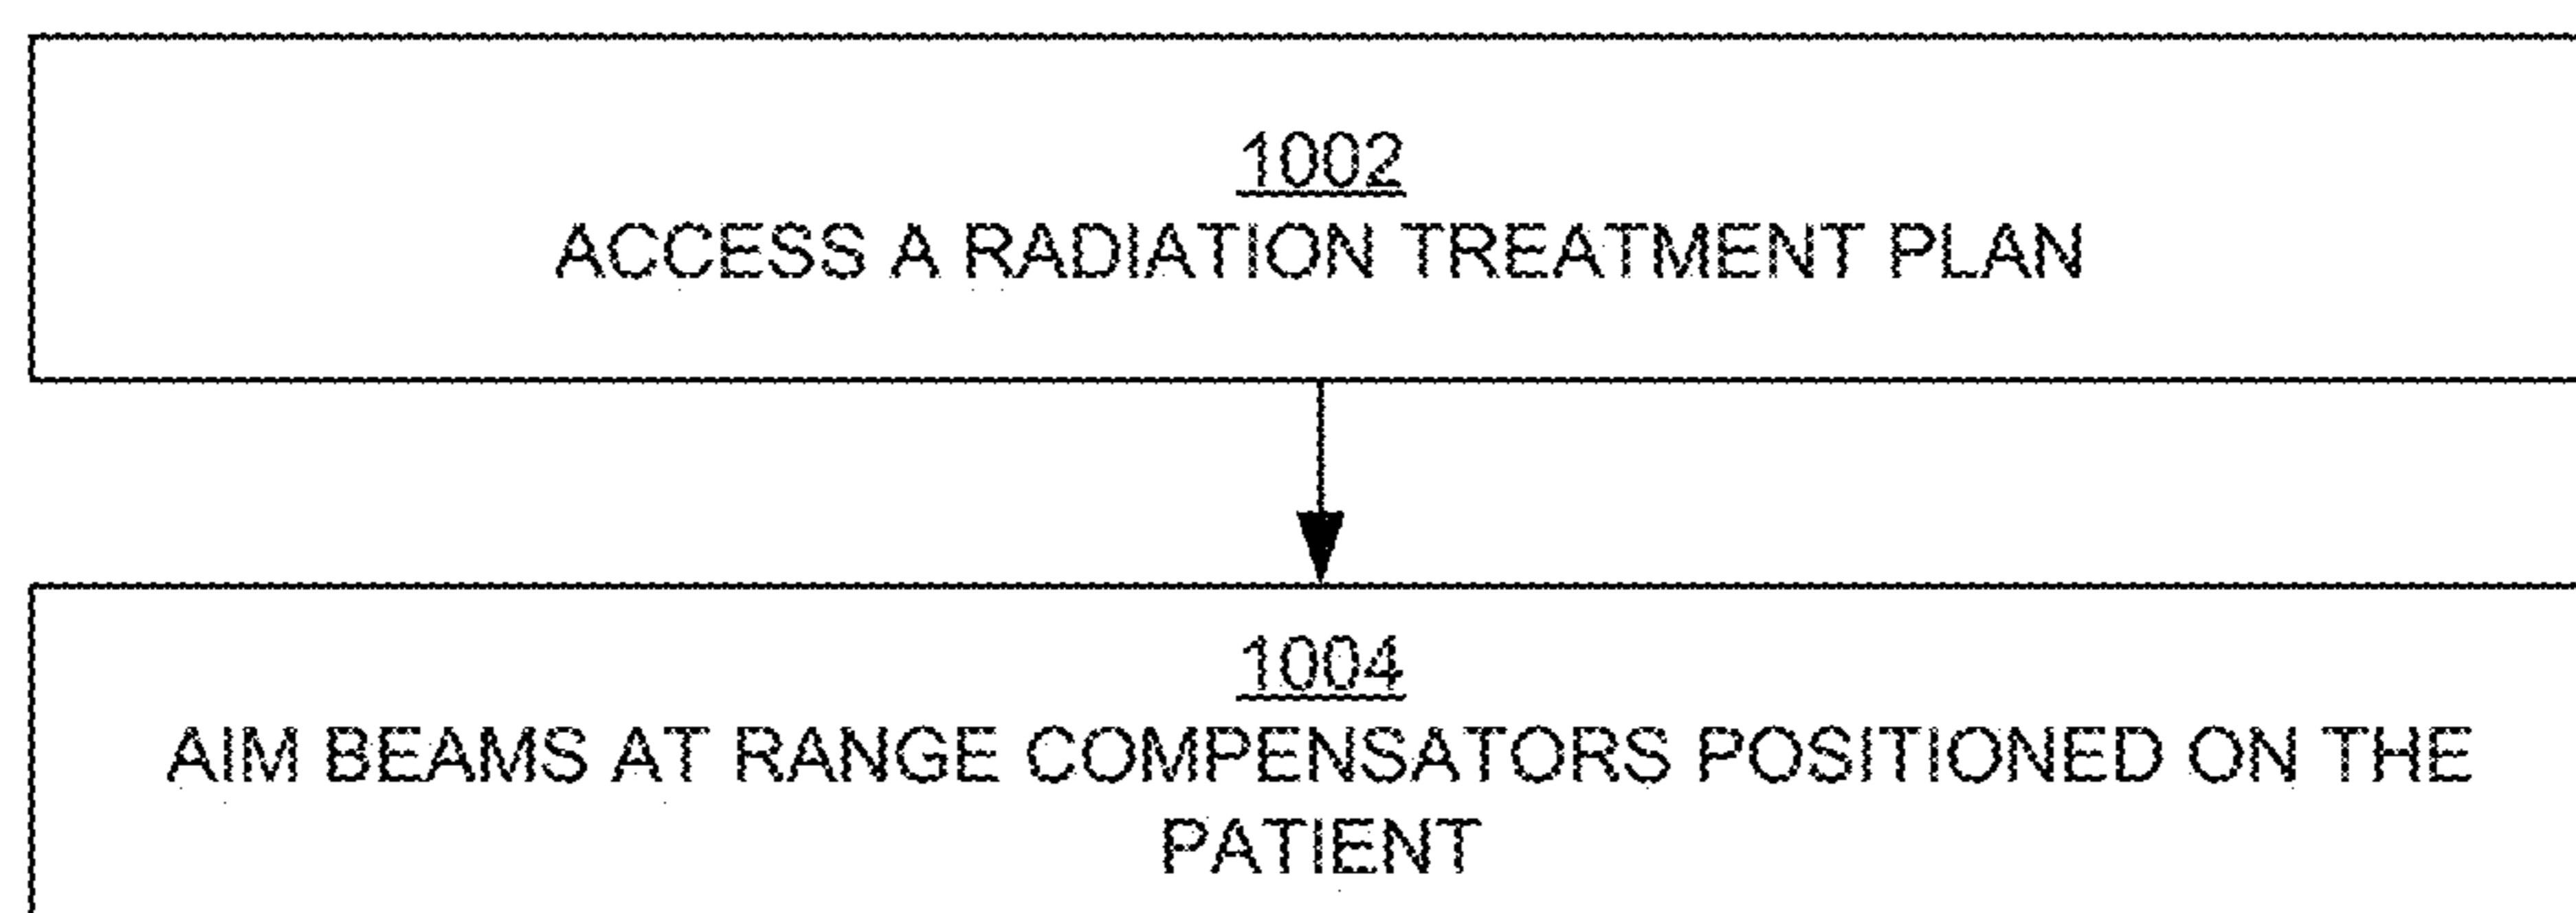 1002
ACCESS A RADIATION TREATMENT PLAN
1004
AIM BEAMS AT RANGE COMPENSATORS POSITIONED ON THE
PATIENT